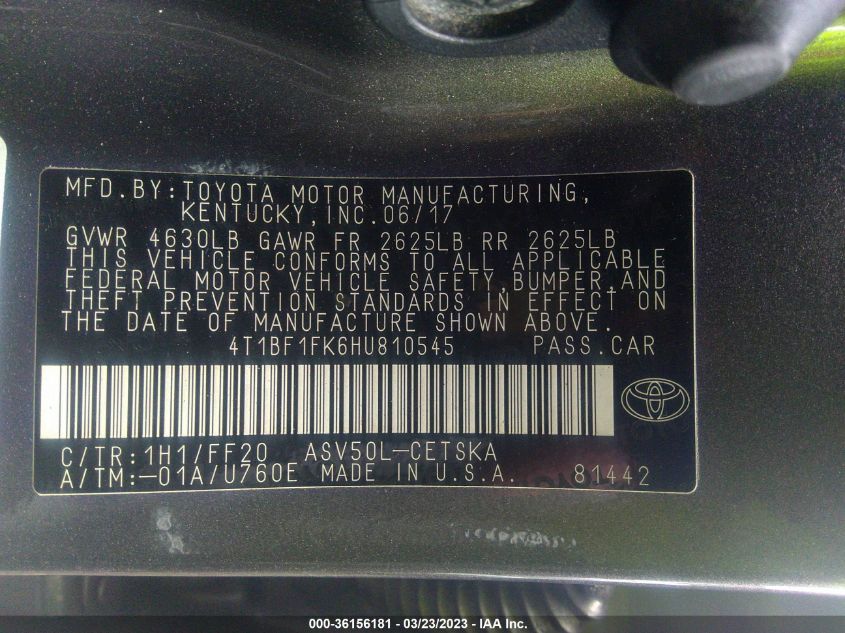 MFD.BY:TOYOTA MOTOR MANUFACTURING,
KENTUCKY,INC.06/17
GVWR 4630LB GAWR FR 2625LB RR 2625LB
THIS VEHICLE CONFORMS TO ALL APPLICABLE
FEDERAL MOTOR VEHICLE SAFETY,BUMPER,AND
THEFT PREVENTION STANDARDS IN EFFECT ON
THE DATE OF MANUFACTURE SHOWN ABOVE.
4T1BF1FK6HU810545 PASS.CAR
C/TR:1H1/FF20 ASV50L-CETSKA
A/TM:-01A/U760E MADE IN U.S.A. 81442
000-36156181 - 03/23/2023 - IAA Inc.